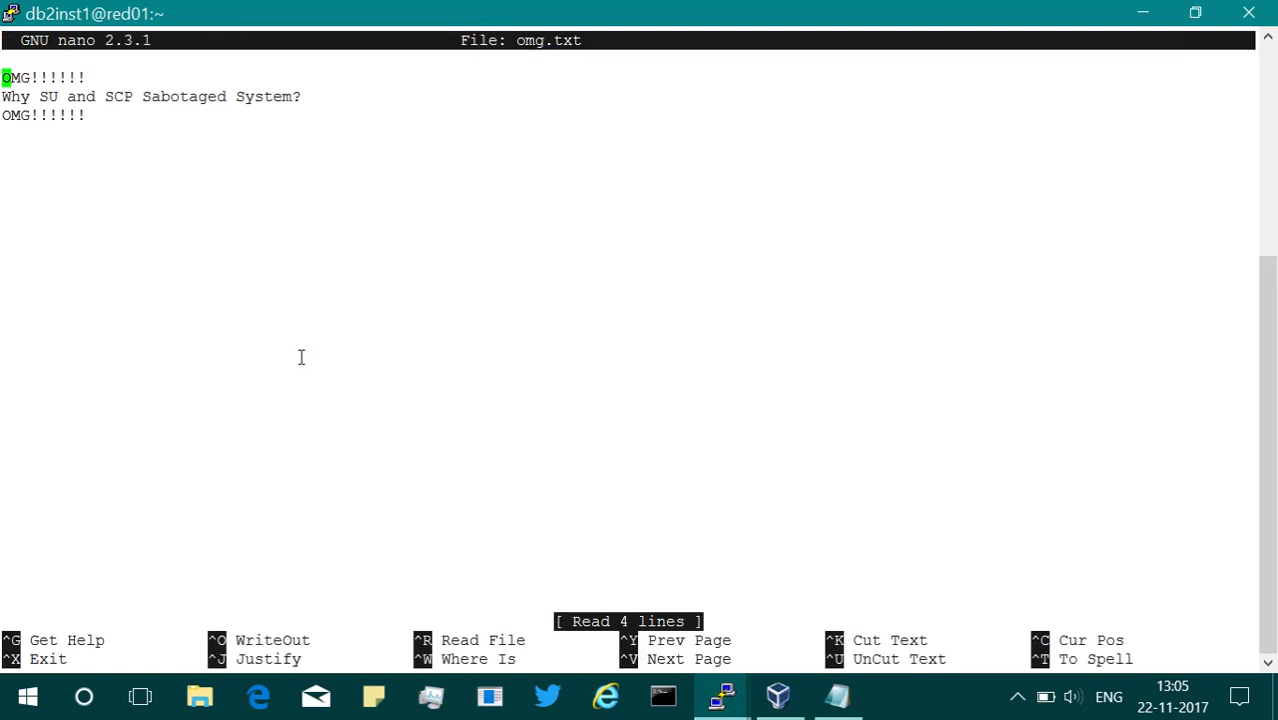 db2inst1@red01:~
GNU nano 2.3.1 File: omg.txt
OMG!!!!!!
Why SU and SCP Sabotaged System?
OMG!!!!!!
[ Read 4 lines ]
^G Get Help ^O WriteOut ^R Read File ^Y Prev Page ^K Cut Text ^C Cur Pos
^X Exit ^J Justify ^W Where Is ^V Next Page ^U UnCut Text ^T To Spell
ENG
13:05
22-11-2017